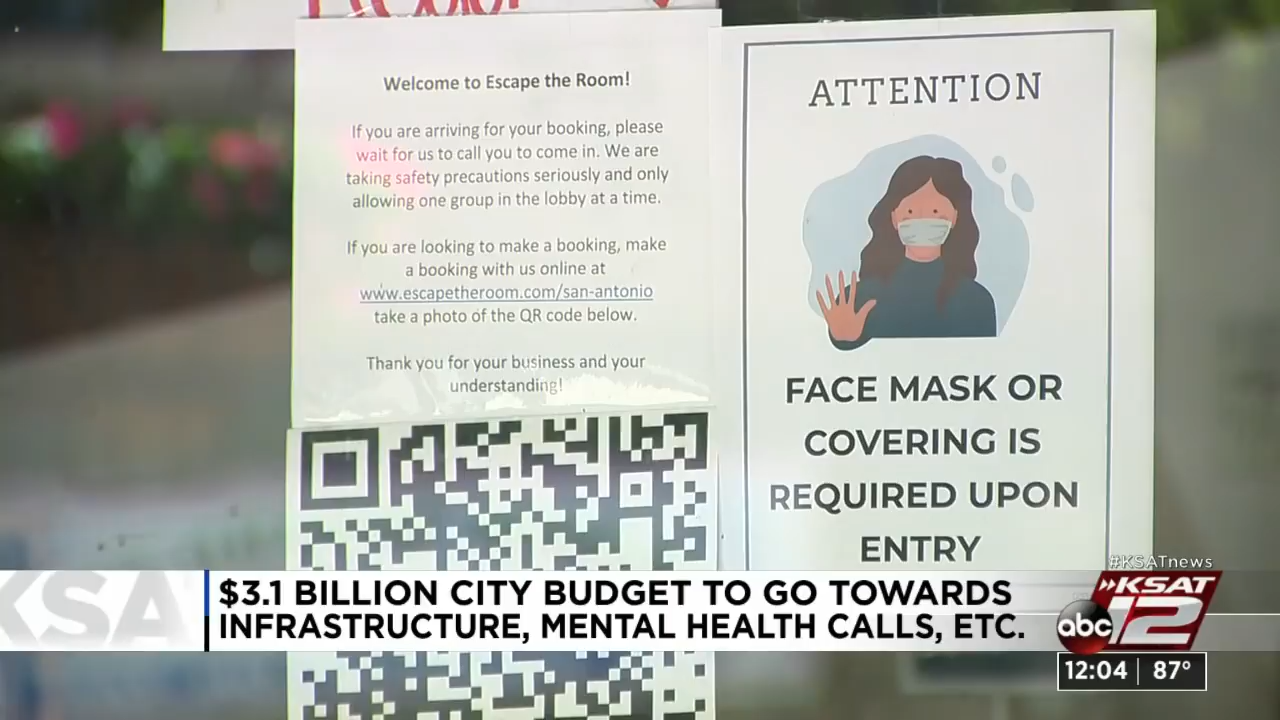 Welcome to Escape the Room!
If you are arriving for your booking, please
wait for us to call you to come in. We are
taking safety precautions seriously and only
allowing one group in the lobby at a time.
If you are looking to make a booking, make
a booking with us online at
www.escapetheroom.com/san-antonio
take a photo of the QR code below.
Thank you for your business and your
understanding!
ATTENTION
FACE MASK OR
COVERING IS
REQUIRED UPON
ENTRY
#KSATnews
KSA
$3.1 BILLION CITY BUDGET TO GO TOWARDS
INFRASTRUCTURE, MENTAL HEALTH CALLS, ETC.
KSAT
abc 12
12:04 87°